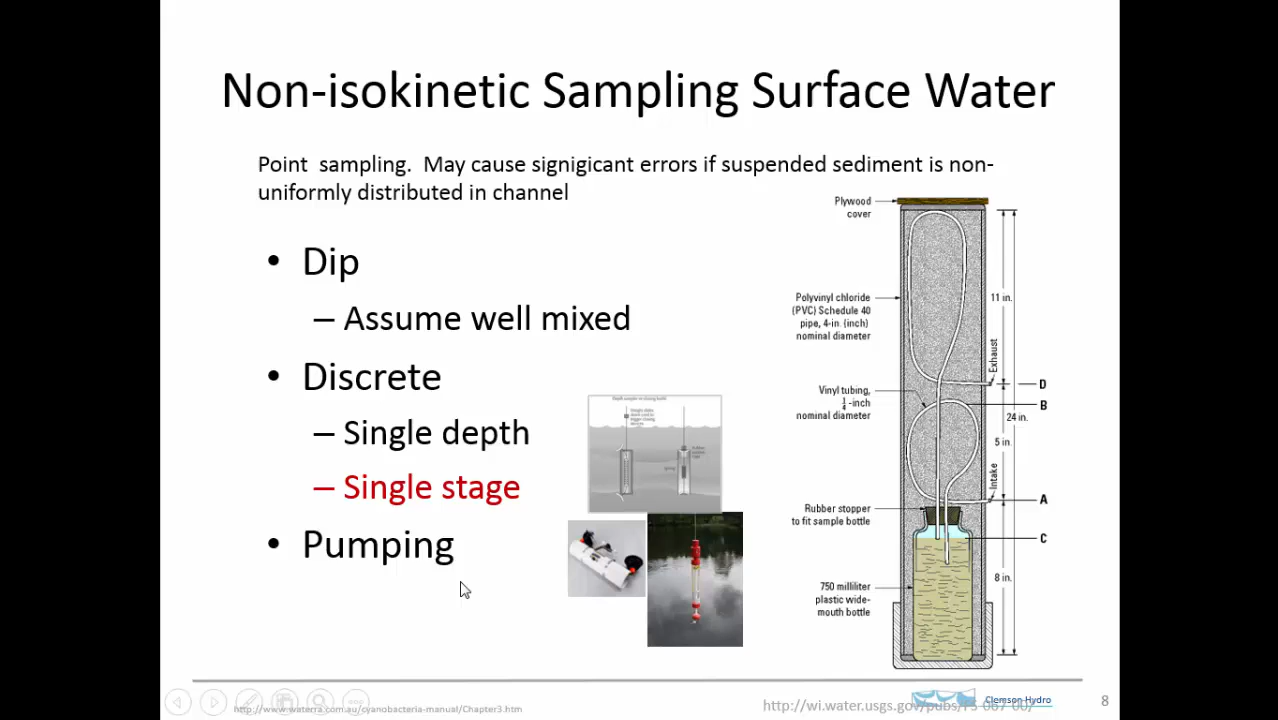 Non-isokinetic Sampling Surface Water
Point sampling. May cause signigicant errors if suspended sediment is non-
uniformly distributed in channel
• Dip
– Assume well mixed
• Discrete
– Single depth
– Single stage
• Pumping
Plywood
cover
Polyvinyl chloride
(PVC) Schedule 40
pipe, 4-in. (inch)
nominal diameter
11 in.
Exhaust
D
Vinyl tubing,
1/4 -inch
nominal diameter
B
24 in.
5 in.
Intake
A
Rubber stopper
to fit sample bottle
C
8 in.
750 milliliter
plastic wide-
mouth bottle
http://www.waterra.com.au/cyanobacteria-manual/Chapter3.htm
http://wi.water.usgs.gov/pubs/FS-067-00/
Clemson Hydro
8